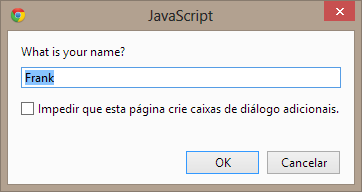 JavaScript
What is your name?
Frank
Impedir que esta página crie caixas de diálogo adicionais.
OK
Cancelar